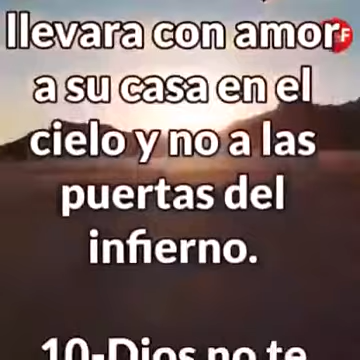 llevara con amor
a su casa en el
cielo y no a las
puertas del
infierno.
10-Dios no te
F